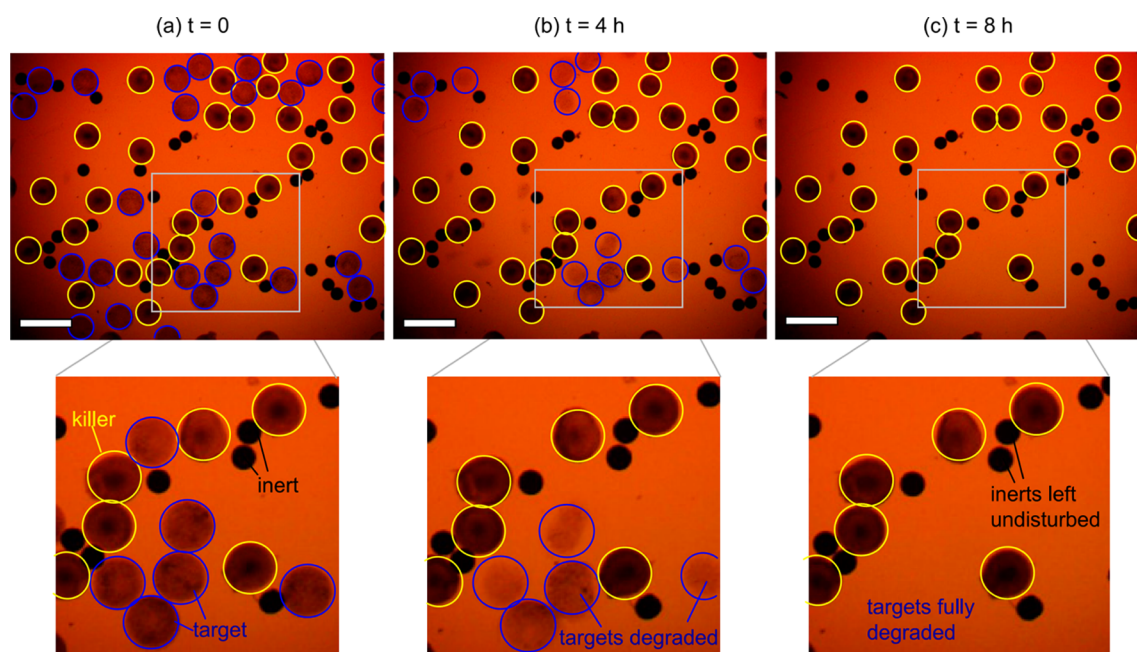 (a) t = 0
(b) t = 4 h
(c) t = 8 h
killer
inert
target
targets degraded
inerts left
undisturbed
targets fully
degraded